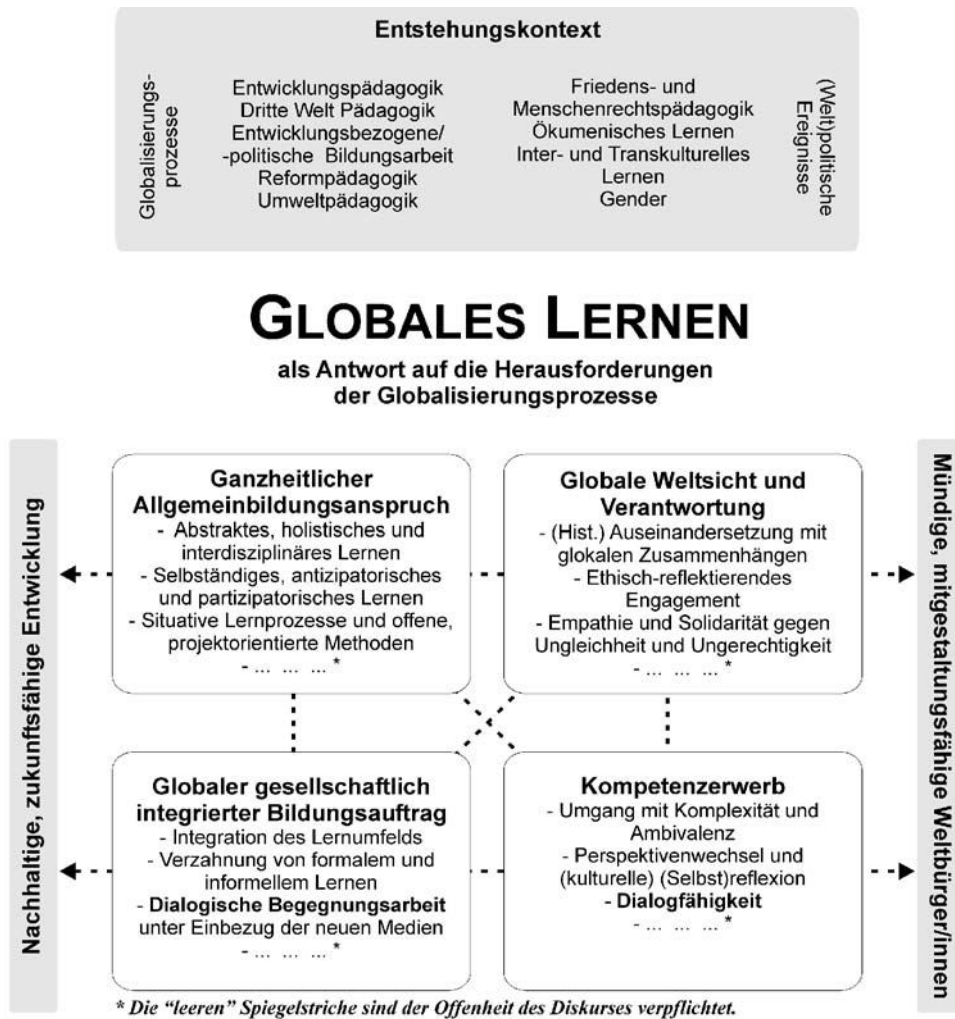 Entstehungskontext
Globalisierungs-
prozesse
Entwicklungspädagogik
Dritte Welt Pädagogik
Entwicklungsbezogene/
-politische Bildungsarbeit
Reformpädagogik
Umweltpädagogik
Friedens- und
Menschenrechtspädagogik
Ökumenisches Lernen
Inter- und Transkulturelles
Lernen
Gender
(Welt)politische
Ereignisse
GLOBALES LERNEN
als Antwort auf die Herausforderungen
der Globalisierungsprozesse
Nachhaltige, zukunftsfähige Entwicklung
Ganzheitlicher
Allgemeinbildungsanspruch
- Abstraktes, holistisches und
interdisziplinäres Lernen
- Selbständiges, antizipatorisches
und partizipatorisches Lernen
- Situative Lernprozesse und offene,
projektorientierte Methoden
- ... ... ... *
Globale Weltsicht und
Verantwortung
- (Hist.) Auseinandersetzung mit
glokalen Zusammenhängen
- Ethisch-reflektierendes
Engagement
- Empathie und Solidarität gegen
Ungleichheit und Ungerechtigkeit
- ... ... ... *
Globaler gesellschaftlich
integrierter Bildungsauftrag
- Integration des Lernumfelds
- Verzahnung von formalem und
informellem Lernen
- Dialogische Begegnungsarbeit
unter Einbezug der neuen Medien
- ... ... ... *
Kompetenzerwerb
- Umgang mit Komplexität und
Ambivalenz
- Perspektivenwechsel und
(kulturelle) (Selbst)reflexion
- Dialogfähigkeit
- ... ... ... *
Mündige, mitgestaltungsfähige Weltbürger/innen
* Die “leeren” Spiegelstriche sind der Offenheit des Diskurses verpflichtet.